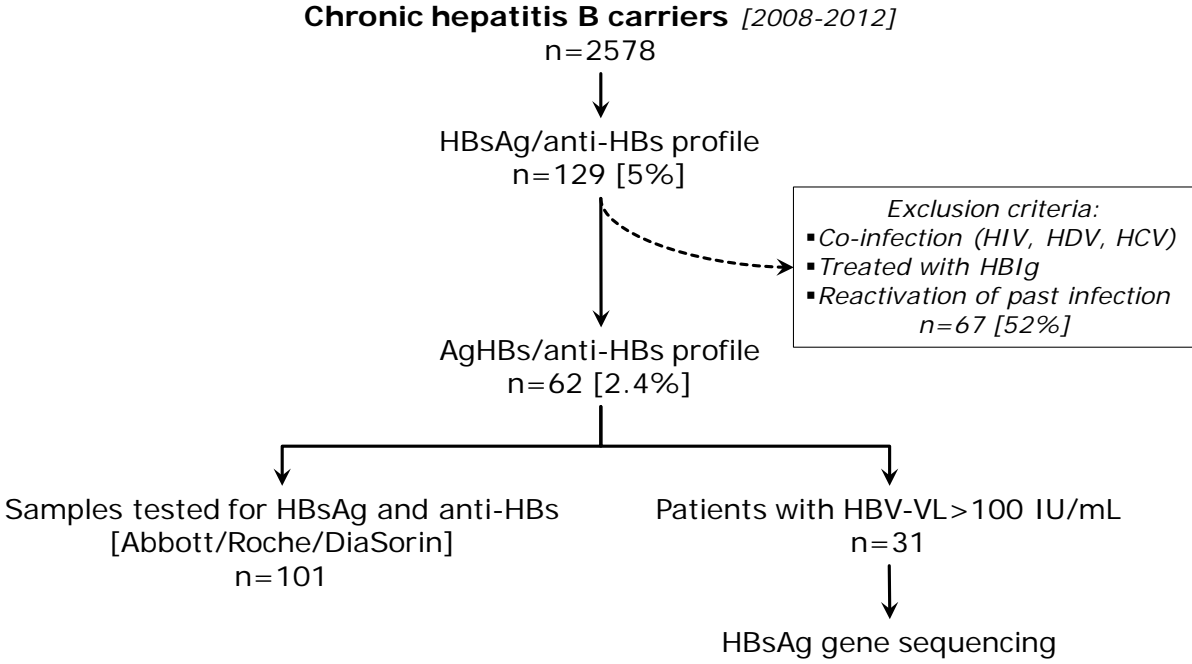 Chronic hepatitis B carriers [2008-2012]
n=2578
HBsAg/anti-HBs profile
n=129 [5%]
Exclusion criteria:
▪Co-infection (HIV, HDV, HCV)
▪Treated with HBIg
▪Reactivation of past infection
n=67 [52%]
AgHBs/anti-HBs profile
n=62 [2.4%]
Samples tested for HBsAg and anti-HBs
[Abbott/Roche/DiaSorin]
n=101
Patients with HBV-VL>100 IU/mL
n=31
HBsAg gene sequencing